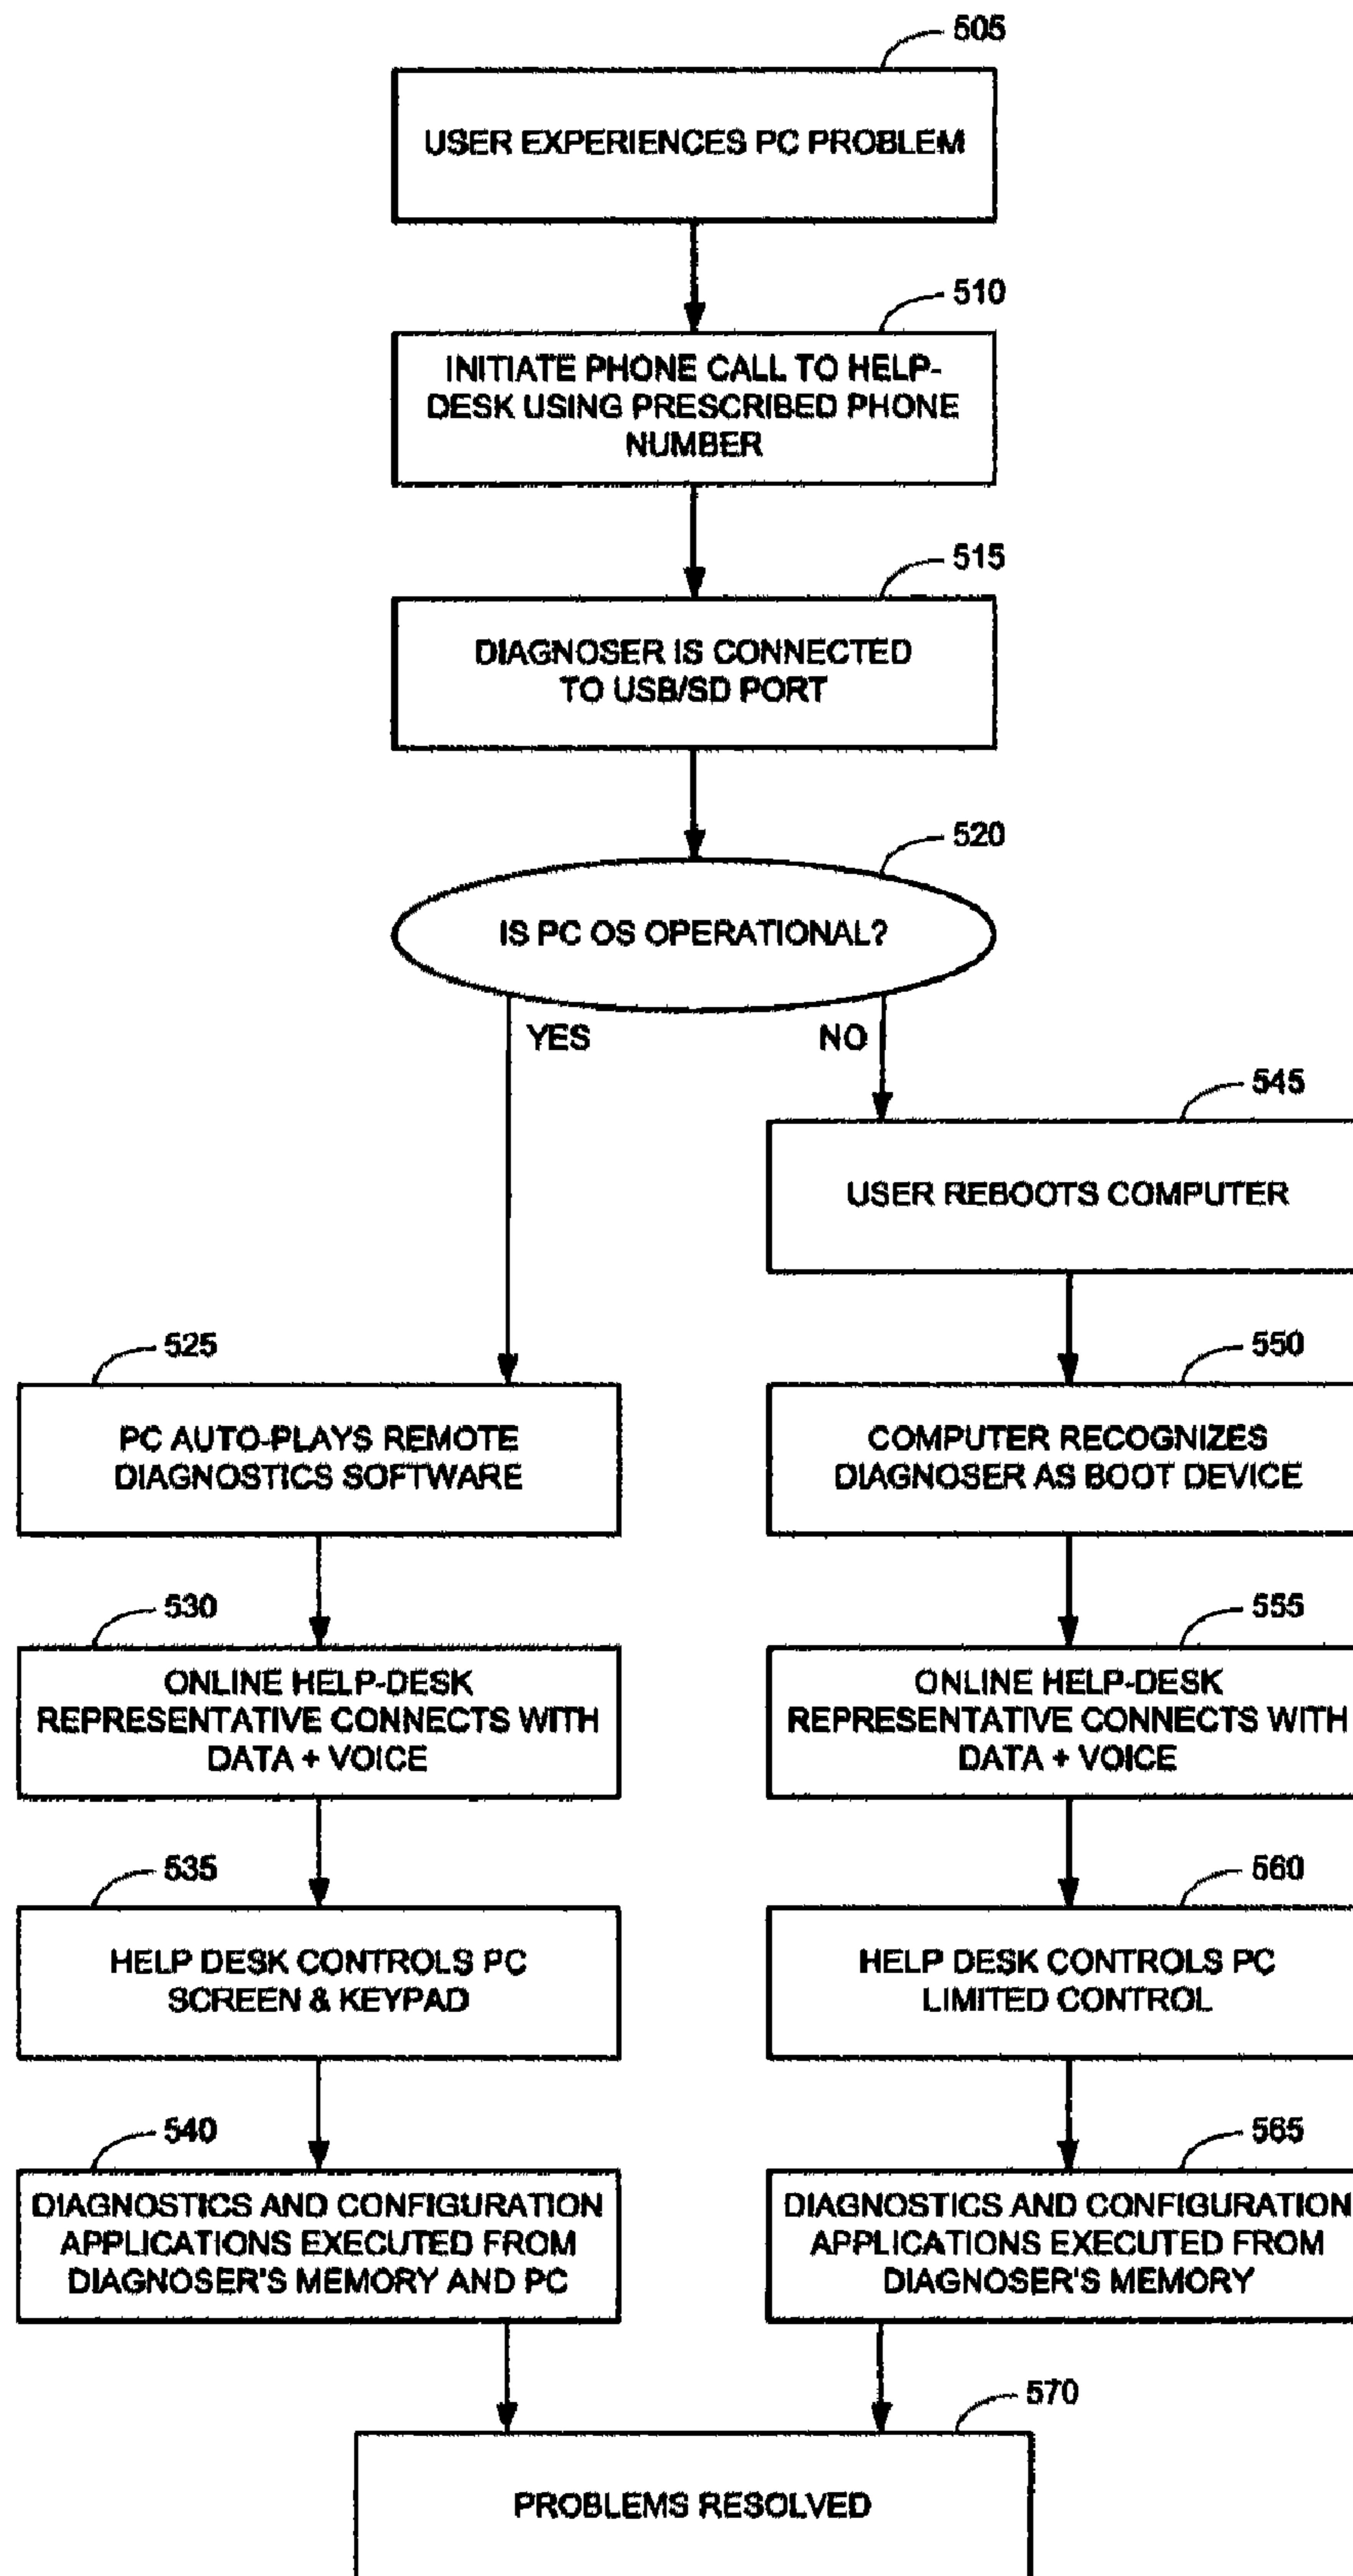 505
USER EXPERIENCES PC PROBLEM
510
INITIATE PHONE CALL TO HELP-
DESK USING PRESCRIBED PHONE
NUMBER
515
DIAGNOSER IS CONNECTED
TO USB/SD PORT
520
IS PC OS OPERATIONAL?
YES
NO
545
USER REBOOTS COMPUTER
525
PC AUTO-PLAYS REMOTE
DIAGNOSTICS SOFTWARE
550
COMPUTER RECOGNIZES
DIAGNOSER AS BOOT DEVICE
530
ONLINE HELP-DESK
REPRESENTATIVE CONNECTS WITH
DATA + VOICE
555
ONLINE HELP-DESK
REPRESENTATIVE CONNECTS WITH
DATA + VOICE
535
HELP DESK CONTROLS PC
SCREEN & KEYPAD
560
HELP DESK CONTROLS PC
LIMITED CONTROL
540
DIAGNOSTICS AND CONFIGURATION
APPLICATIONS EXECUTED FROM
DIAGNOSER'S MEMORY AND PC
565
DIAGNOSTICS AND CONFIGURATION
APPLICATIONS EXECUTED FROM
DIAGNOSER'S MEMORY
570
PROBLEMS RESOLVED